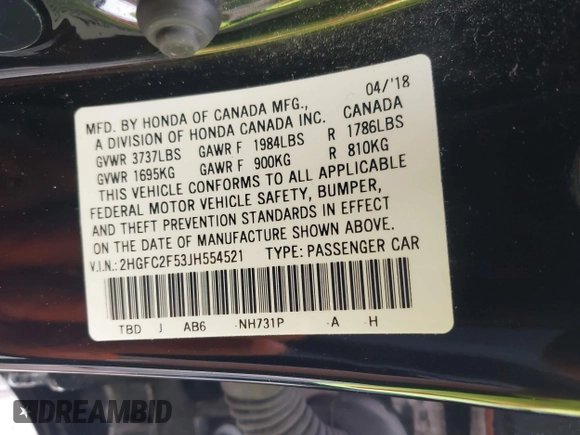 04/'18
MFD. BY HONDA OF CANADA MFG., CANADA
A DIVISION OF HONDA CANADA INC.
GVWR 3737LBS GAWR F 1984LBS R 1786LBS
GVWR 1695KG GAWR F 900KG R 810KG
THIS VEHICLE CONFORMS TO ALL APPLICABLE
FEDERAL MOTOR VEHICLE SAFETY, BUMPER,
AND THEFT PREVENTION STANDARDS IN EFFECT
ON THE DATE OF MANUFACTURE SHOWN ABOVE.
V.I.N.: 2HGFC2F53JH554521 TYPE: PASSENGER CAR
TBD J AB6 NH731P A H
DREAMBID